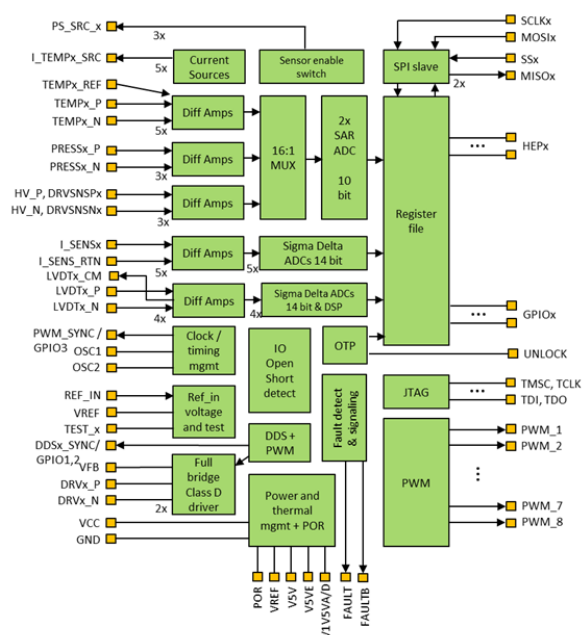 PS_SRC_x
3x
I_TEMPx_SRC
5x
Current
Sources
Sensor enable
switch
SPI slave
SCLKx
MOSIx
SSx
2x
MISOx
TEMPx_REF
TEMPx_P
TEMPx_N
5x
Diff Amps
PRESSx_P
PRESSx_N
3x
Diff Amps
HV_P, DRVSNSPx
HV_N, DRVSNSNx
3x
Diff Amps
16:1
MUX
2x
SAR
ADC
10
bit
Register
file
HEPx
I_SENSx
I_SENS_RTN
5x
Diff Amps
5x
Sigma Delta
ADCs 14 bit
LVDTx_CM
LVDTx_P
LVDTx_N
4x
Diff Amps
4x
Sigma Delta ADCs
14 bit & DSP
GPIOx
PWM_SYNC /
GPIO3
OSC1
OSC2
Clock /
timing
mgmt
IO
Open
Short
detect
OTP
UNLOCK
REF_IN
VREF
TEST_x
Ref_in
voltage
and test
Fault detect
& signaling
JTAG
TMSC, TCLK
TDI, TDO
DDSx_SYNC/
GPIO1,2
VFB
DRVx_P
DRVx_N
2x
DDS +
PWM
Full
bridge
Class D
driver
PWM
PWM_1
PWM_2
PWM_7
PWM_8
VCC
GND
Power and
thermal
mgmt + POR
POR
VREF
V5V
V5VE
V1V5VA/D
FAULT
FAULTB